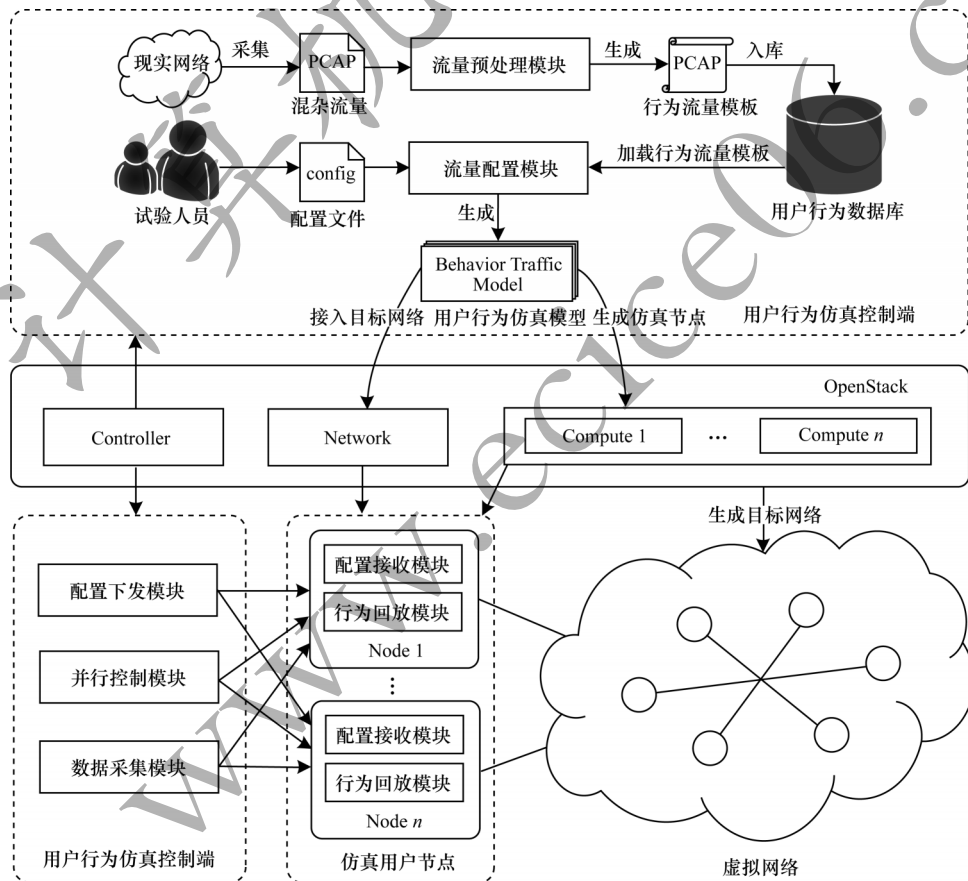 现实网络
采集
PCAP
混杂流量
流量预处理模块
生成
PCAP
行为流量模板
入库
试验人员
config
配置文件
流量配置模块
加载行为流量模板
用户行为数据库
生成
Behavior Traffic
Model
接入目标网络
用户行为仿真模型
生成仿真节点
用户行为仿真控制端
OpenStack
Controller
Network
Compute 1
...
Compute n
生成目标网络
配置下发模块
并行控制模块
数据采集模块
用户行为仿真控制端
配置接收模块
行为回放模块
Node 1
⋮
配置接收模块
行为回放模块
Node n
仿真用户节点
虚拟网络
计算机
www.ecice06.c